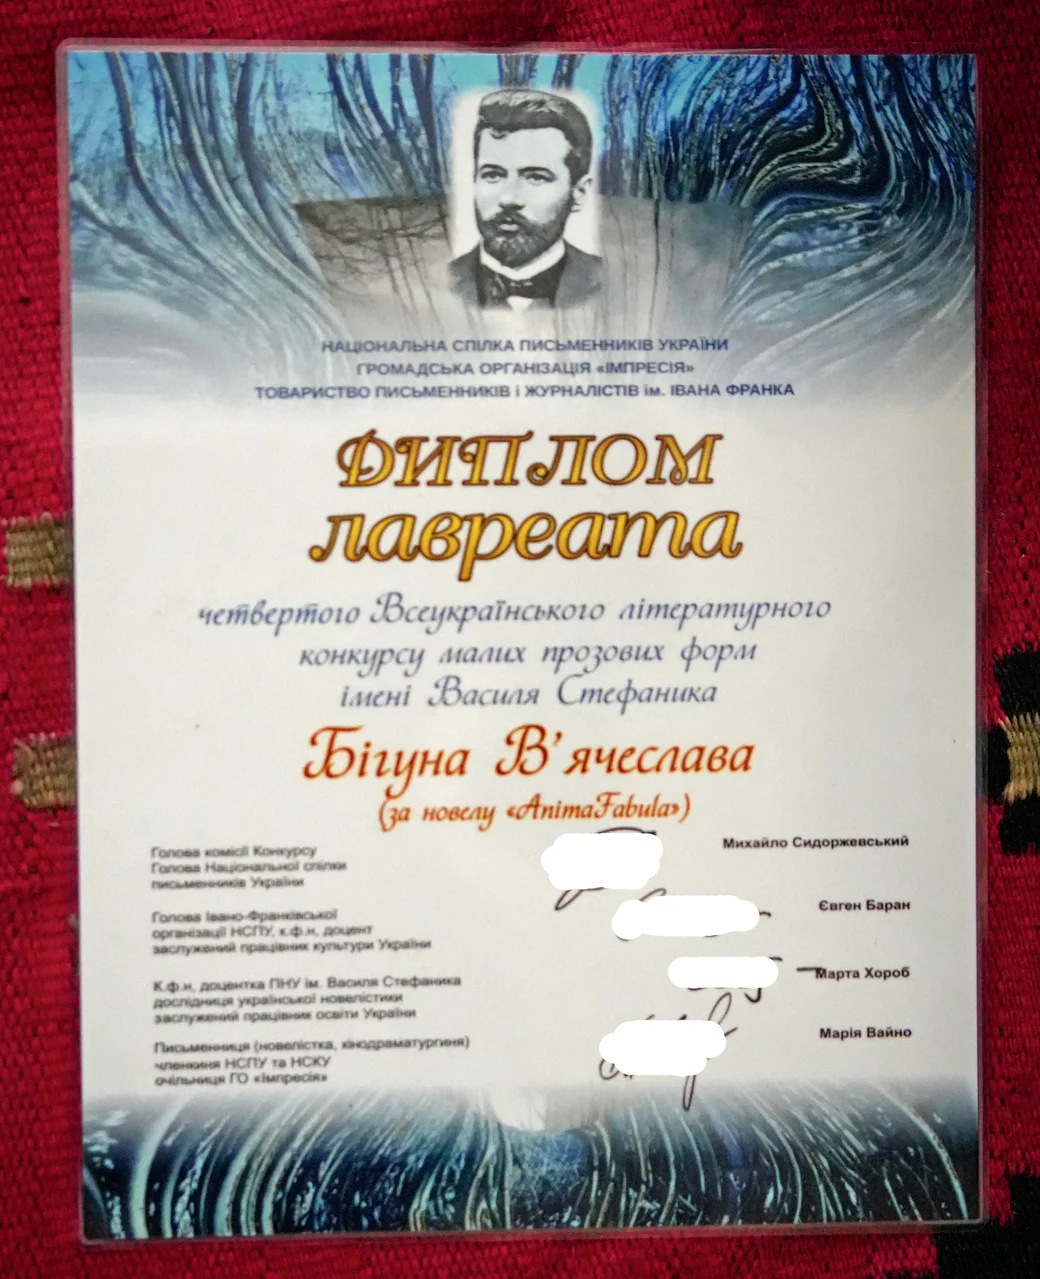 НАЦІОНАЛЬНА СПІЛКА ПИСЬМЕННИКІВ УКРАЇНИ
ГРОМАДСЬКА ОРГАНІЗАЦІЯ «ІМПРЕСІЯ»
ТОВАРИСТВО ПИСЬМЕННИКІВ І ЖУРНАЛІСТІВ ім. ІВАНА ФРАНКА
ДИПЛОМ
лавреата
четвертого Всеукраїнського літературного
конкурсу малих прозових форм
імені Василя Стефаника
Бігуна В’ячеслава
(за новелу «AnimaFabula»)
Голова комісії Конкурсу
Голова Національної спілки
письменників України
Михайло Сидоржевський
Голова Івано-Франківської
організації НСПУ, к.ф.н, доцент
заслужений працівник культури України
Євген Баран
К.ф.н, доцентка ПНУ ім. Василя Стефаника
дослідниця української новелістики
заслужений працівник освіти України
Марта Хороб
Письменниця (новелістка, кінодраматургиня)
членкиня НСПУ та НСКУ
очільниця ГО «Імпресія»
Марія Вайно